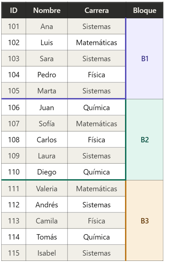 ID Nombre Carrera Bloque
101 Ana Sistemas
102 Luis Matemáticas
103 Sara Sistemas B1
104 Pedro Física
105 Marta Sistemas
106 Juan Química
107 Sofía Matemáticas
108 Carlos Física B2
109 Laura Sistemas
110 Diego Química
111 Valeria Matemáticas
112 Andrés Sistemas
113 Camila Física B3
114 Tomás Química
115 Isabel Sistemas